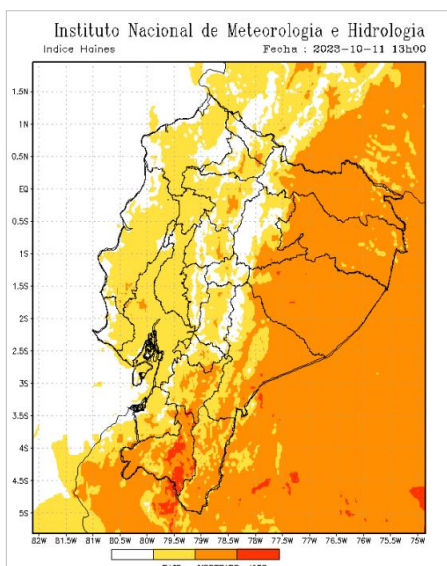 Instituto Nacional de Meteorologia e Hidrologia
Indice Haines Fecha : 2023-10-11 13h00
1.5N
1N
0.5N
EQ
0.5S
1S
1.5S
2S
2.5S
3S
3.5S
4S
4.5S
5S
82W 81.5W 81W 80.5W 80W 79.5W 79W 78.5W 78W 77.5W 77W 76.5W 76W 75.5W 75W